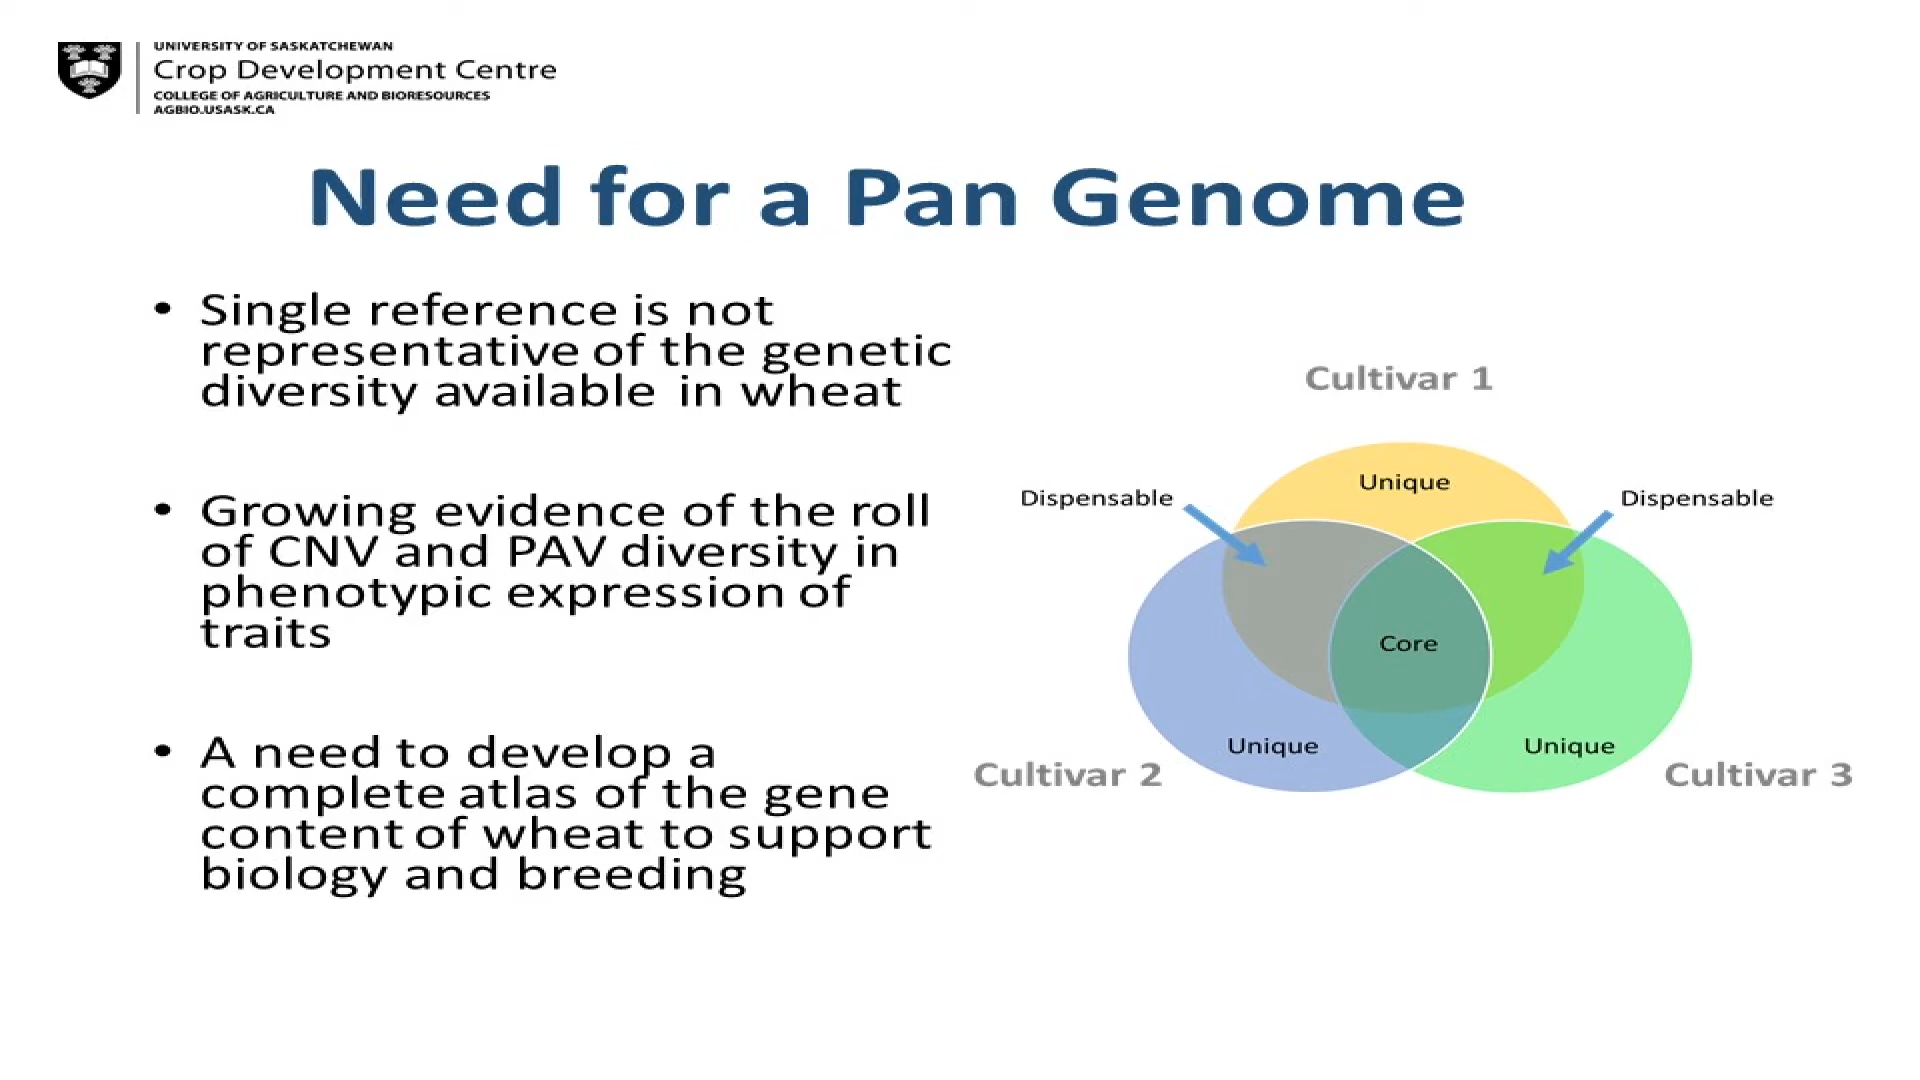 UNIVERSITY OF SASKATCHEWAN
Crop Development Centre
COLLEGE OF AGRICULTURE AND BIORESOURCES
AGBIO.USASK.CA
Need for a Pan Genome
• Single reference is not
representative of the genetic
diversity available in wheat
• Growing evidence of the roll
of CNV and PAV diversity in
phenotypic expression of
traits
• A need to develop a
complete atlas of the gene
content of wheat to support
biology and breeding
Cultivar 1
Unique
Dispensable
Dispensable
Core
Unique
Unique
Cultivar 2
Cultivar 3